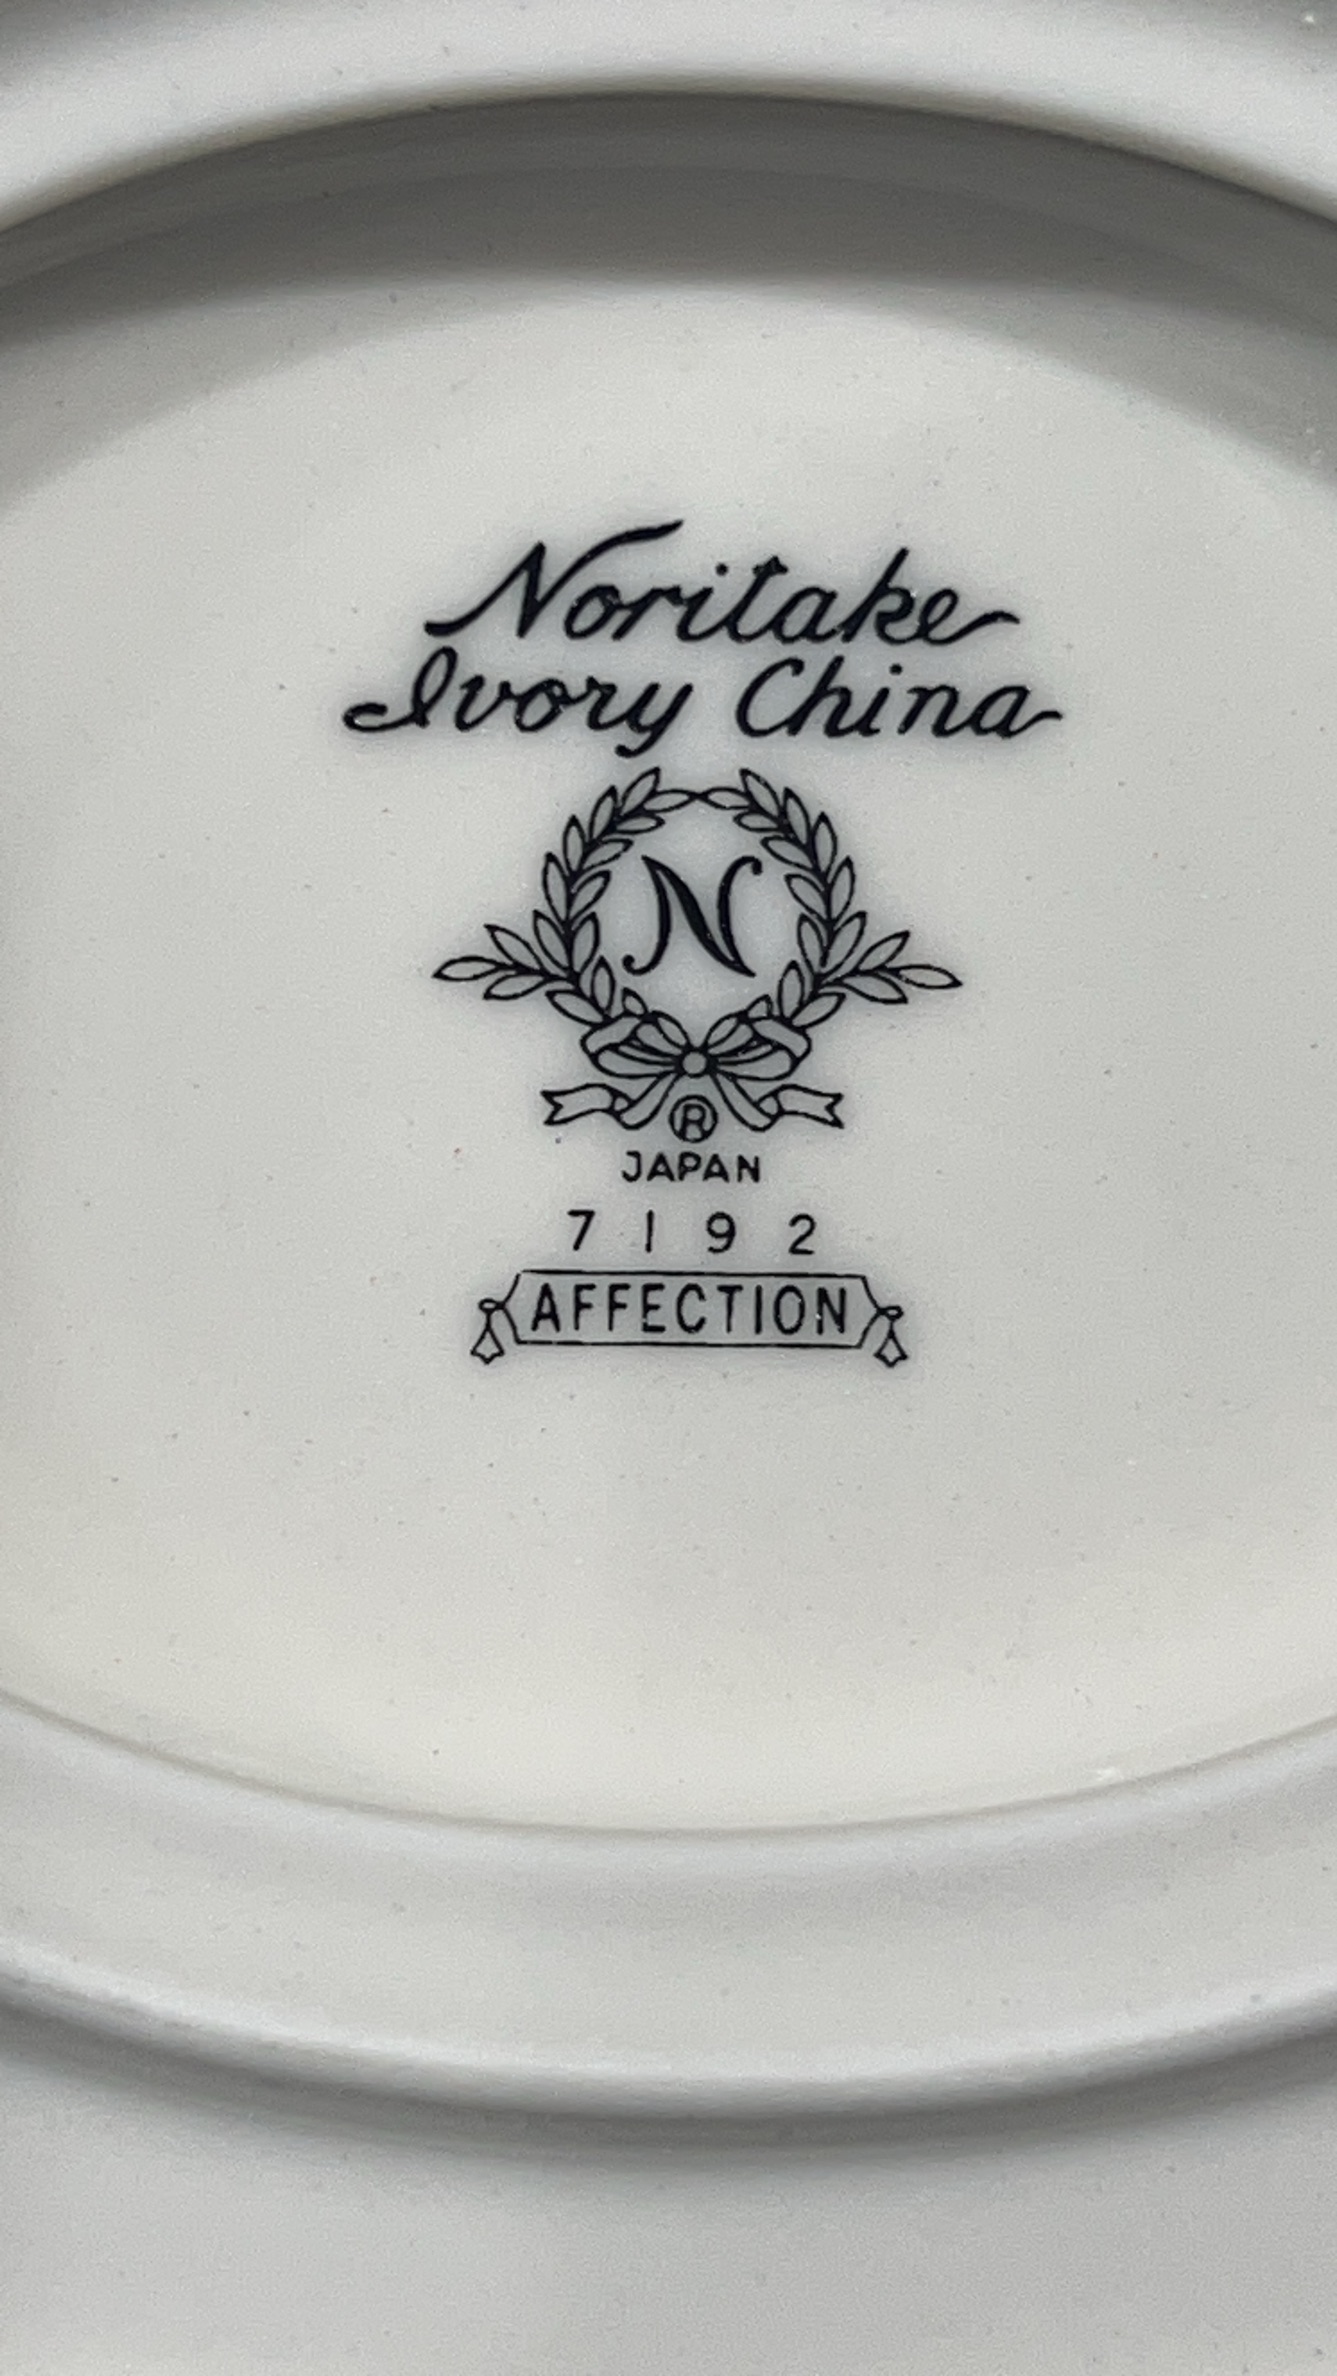 Noritake
Ivory China
N
®
JAPAN
7192
AFFECTION